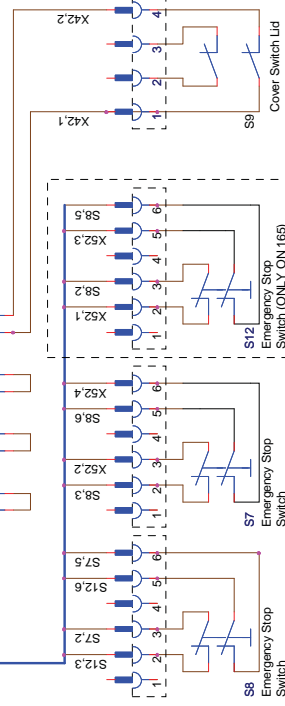 X42,2
X42,1
4
3
2
1
S9
Cover Switch Lid
S8,5
X52,3
S8,2
X52,1
6
5
4
3
2
1
S12
Emergency Stop
Switch (ONLY ON 165)
X52,4
S8,6
X52,2
S8,3
6
5
4
3
2
1
S7
Emergency Stop
Switch
S7,5
S12,6
S7,2
S12,3
6
5
4
3
2
1
S8
Emergency Stop
Switch